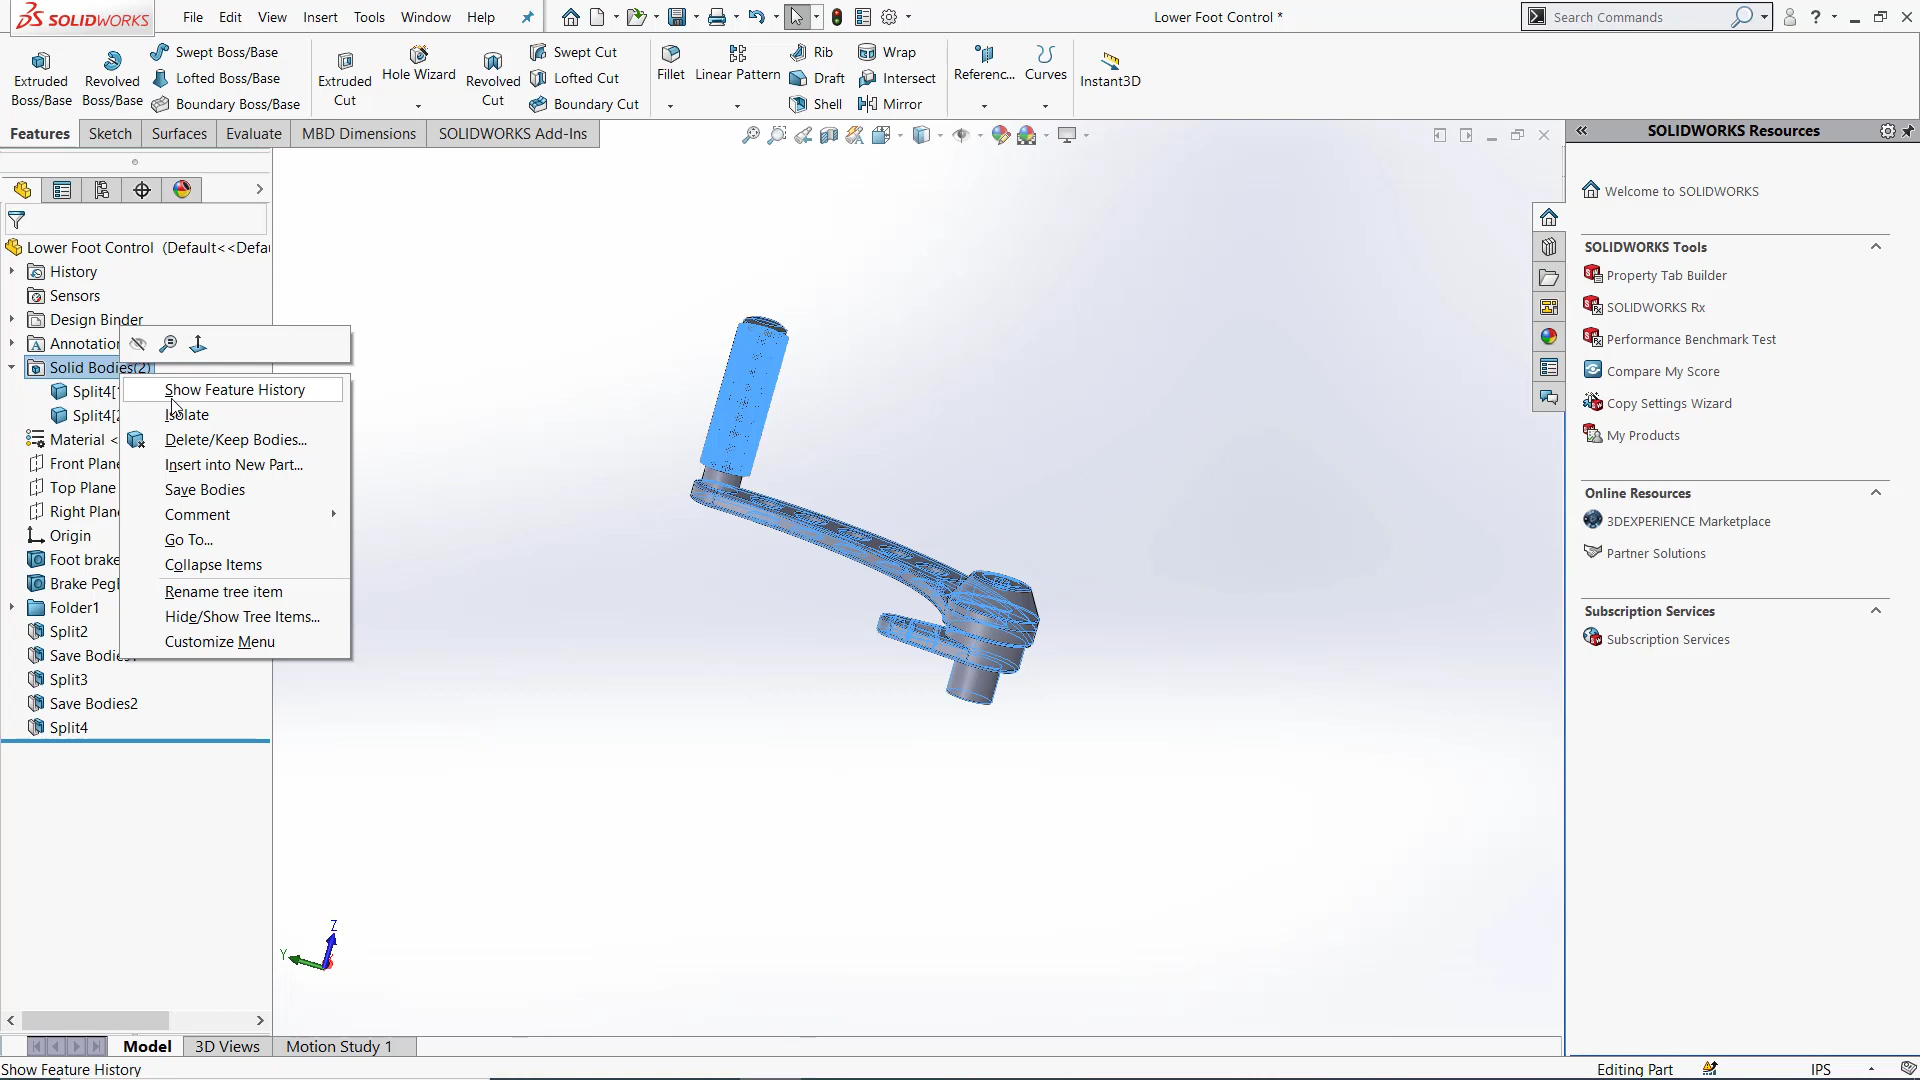 SOLIDWORKS
File Edit View Insert Tools Window Help
Lower Foot Control *
Search Commands
Extruded Boss/Base
Revolved Boss/Base
Swept Boss/Base
Lofted Boss/Base
Boundary Boss/Base
Extruded Cut
Hole Wizard
Revolved Cut
Swept Cut
Lofted Cut
Boundary Cut
Fillet
Linear Pattern
Rib
Draft
Shell
Wrap
Intersect
Mirror
Referenc...
Curves
Instant3D
Features Sketch Surfaces Evaluate MBD Dimensions SOLIDWORKS Add-Ins
Lower Foot Control (Default<<Defau
History
Sensors
Design Binder
Annotation
Solid Bodies(2)
Split4[
Split4[2
Material <
Front Plane
Top Plane
Right Plan
Origin
Foot brake
Brake Peg
Folder1
Split2
Save Bodies
Split3
Save Bodies2
Split4
Show Feature History
Isolate
Delete/Keep Bodies...
Insert into New Part...
Save Bodies
Comment
Go To...
Collapse Items
Rename tree item
Hide/Show Tree Items...
Customize Menu
Z
Y
SOLIDWORKS Resources
Welcome to SOLIDWORKS
SOLIDWORKS Tools
Property Tab Builder
SOLIDWORKS Rx
Performance Benchmark Test
Compare My Score
Copy Settings Wizard
My Products
Online Resources
3DEXPERIENCE Marketplace
Partner Solutions
Subscription Services
Subscription Services
Model 3D Views Motion Study 1
Show Feature History
Editing Part
IPS